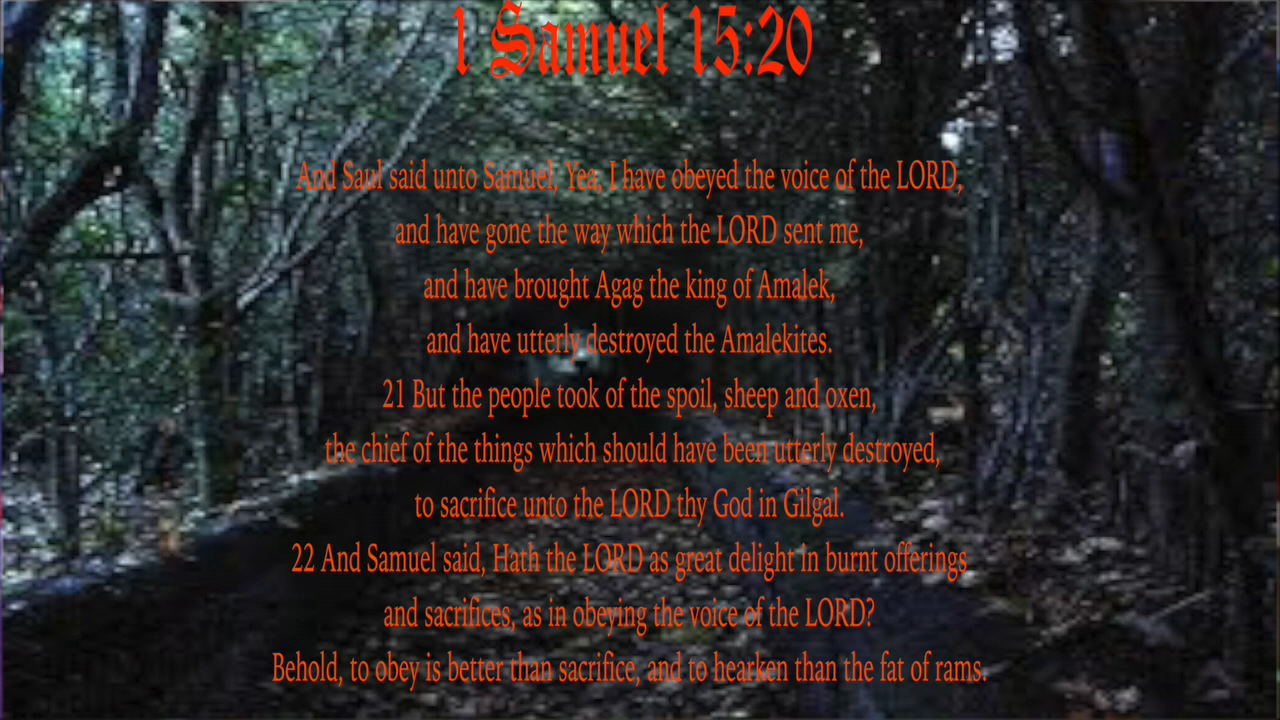 1 Samuel 15:20
And Saul said unto Samuel, Yea, I have obeyed the voice of the LORD,
and have gone the way which the LORD sent me,
and have brought Agag the king of Amalek,
and have utterly destroyed the Amalekites.
21 But the people took of the spoil, sheep and oxen,
the chief of the things which should have been utterly destroyed,
to sacrifice unto the LORD thy God in Gilgal.
22 And Samuel said, Hath the LORD as great delight in burnt offerings
and sacrifices, as in obeying the voice of the LORD?
Behold, to obey is better than sacrifice, and to hearken than the fat of rams.